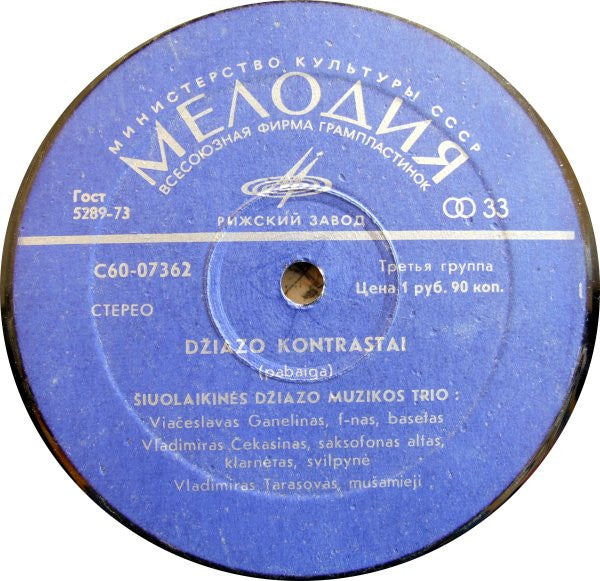 МИНИСТЕРСТВО КУЛЬТУРЫ СССР
МЕЛОДИЯ
ВСЕСОЮЗНАЯ ФИРМА ГРАМПЛАСТИНОК
Гост
5289-73
РИЖСКИЙ ЗАВОД
33
С60-07362
Третья группа
Цена 1 руб. 90 коп.
СТЕРЕО
DŽIAZO KONTRASTAI
(pabaiga)
ŠIUOLAIKINĖS DŽIAZO MUZIKOS TRIO :
Viačeslavas Ganelinas, f-nas, basetas
Vladimiras Čekasinas, saksofonas altas,
klarnetas, svilpynė
Vladimiras Tarasovas, mušamieji